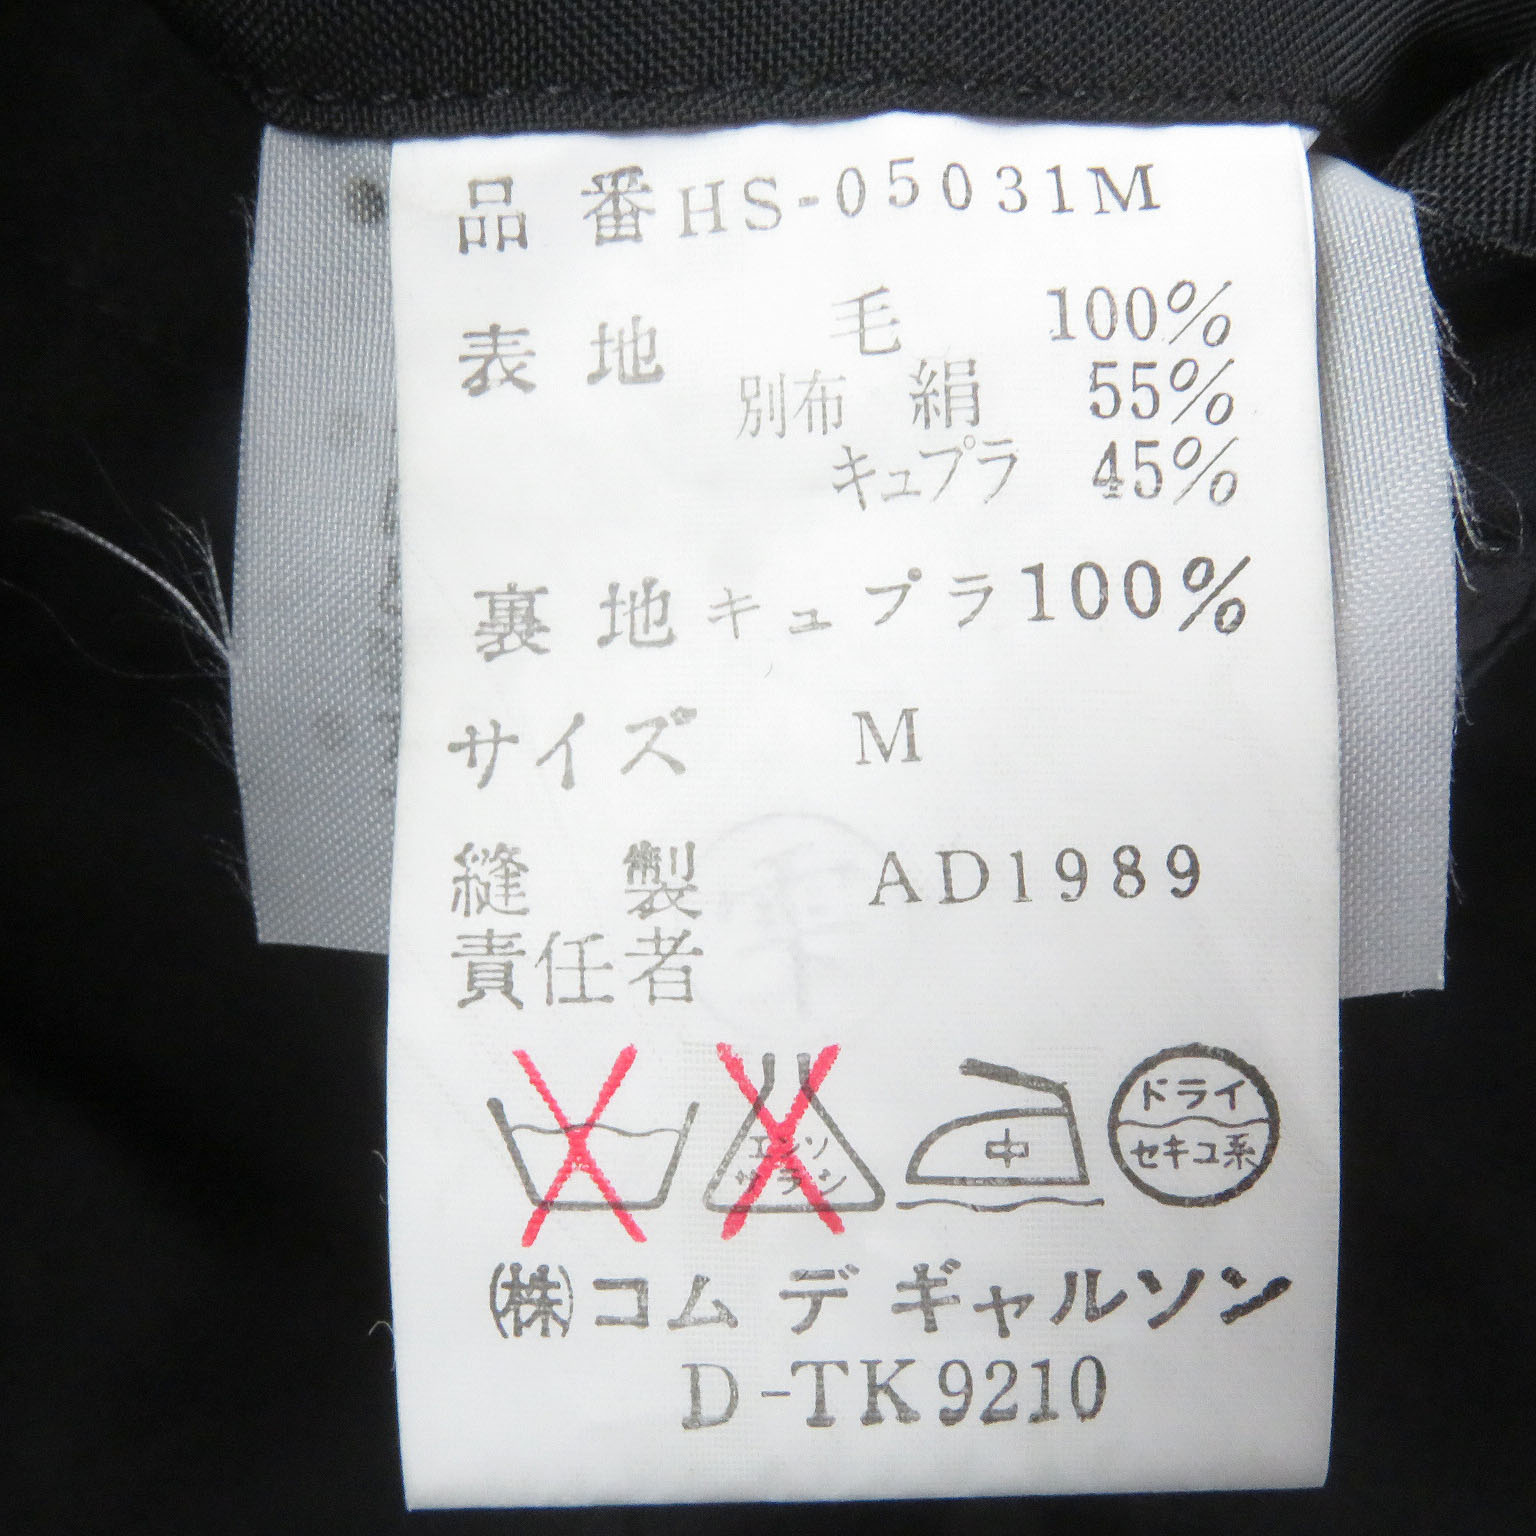 品番 HS-05031M
表地 毛 100%
別布 絹 55%
キュプラ 45%
裏地 キュプラ 100%
サイズ M
縫製 AD1989
責任者
エンソサラシ
中
ドライ
セキユ系
(株)コム デ ギャルソン
D-TK9210